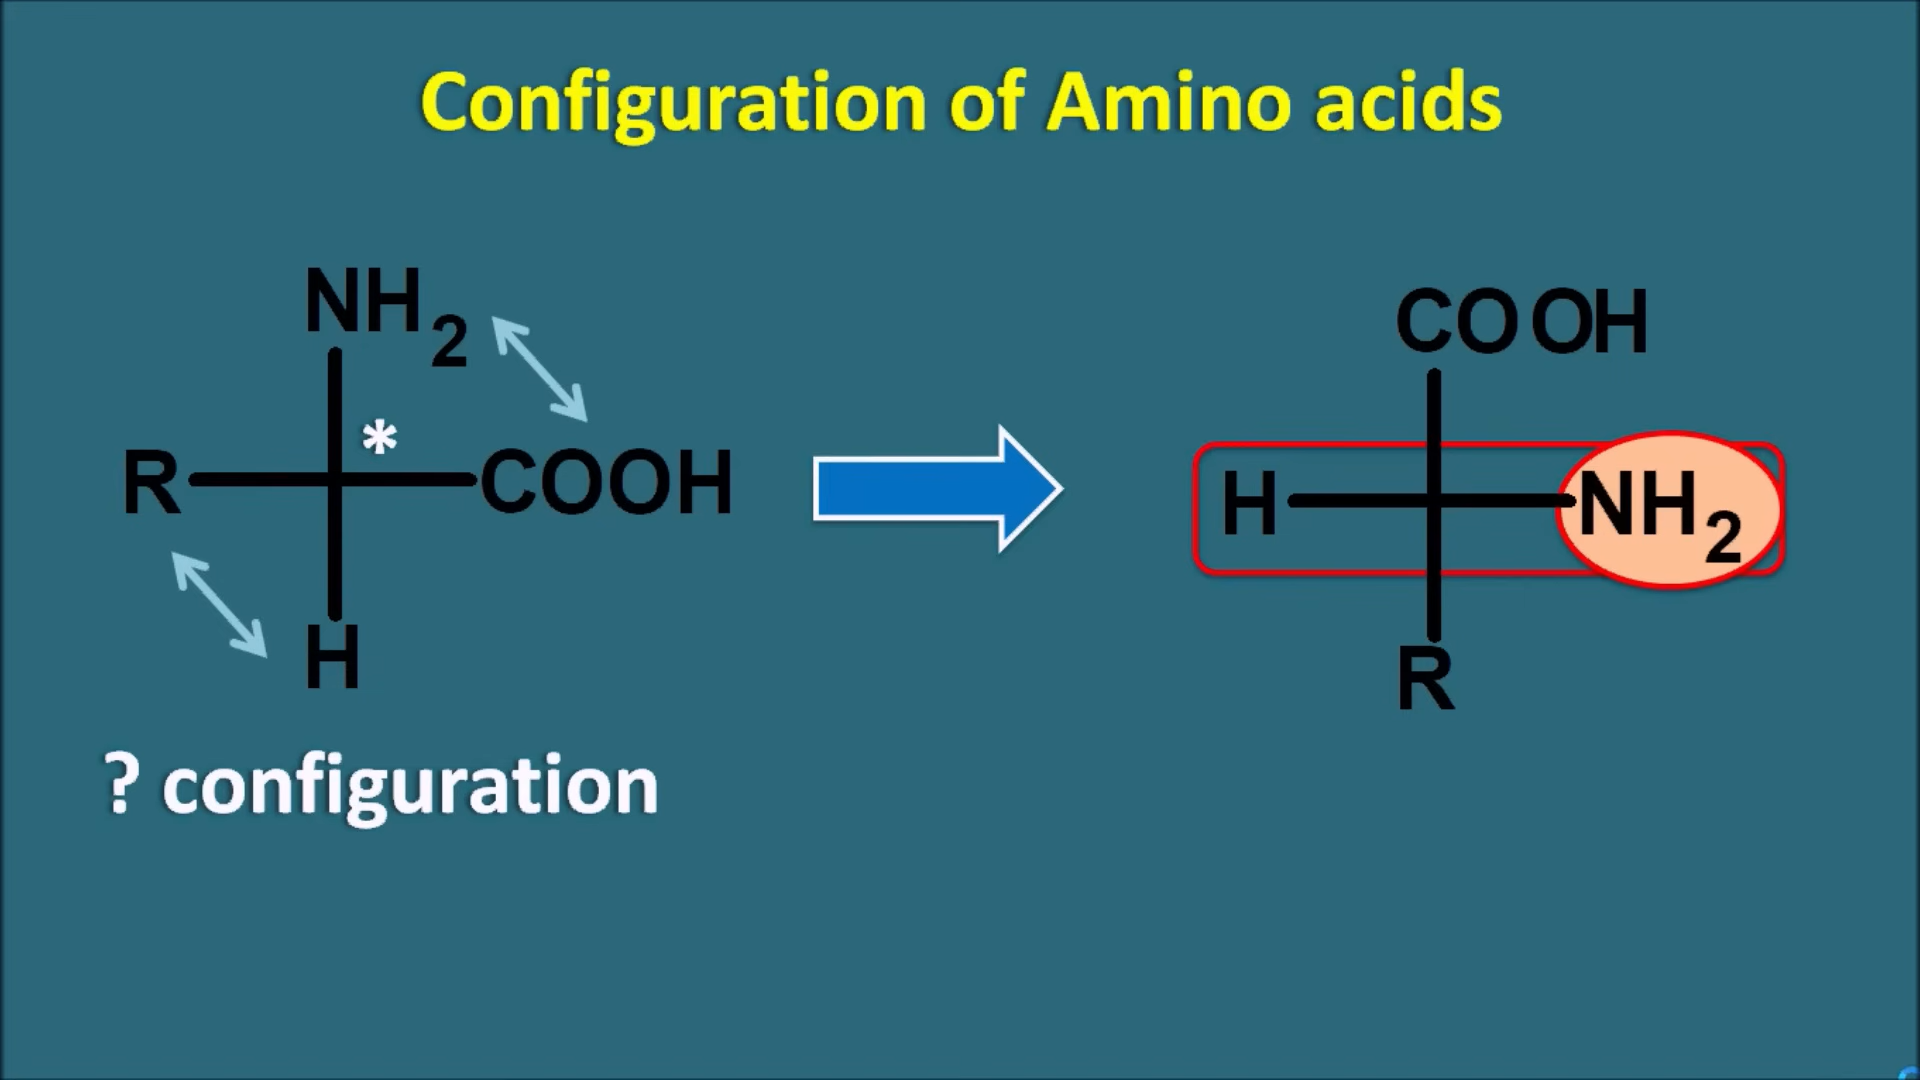 Configuration of Amino acids
NH2
*
R COOH
H
? configuration
COOH
H NH2
R